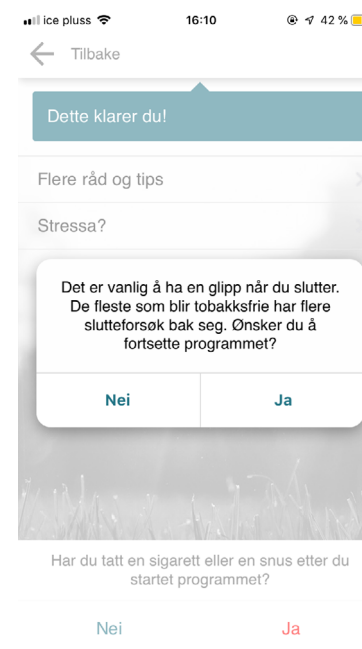 ice pluss
16:10
42 %
Tilbake
Dette klarer du!
Flere råd og tips
Stressa?
Det er vanlig å ha en glipp når du slutter.
De fleste som blir tobakksfrie har flere
slutteforsøk bak seg. Ønsker du å
fortsette programmet?
Nei
Ja
Har du tatt en sigarett eller en snus etter du
startet programmet?
Nei
Ja